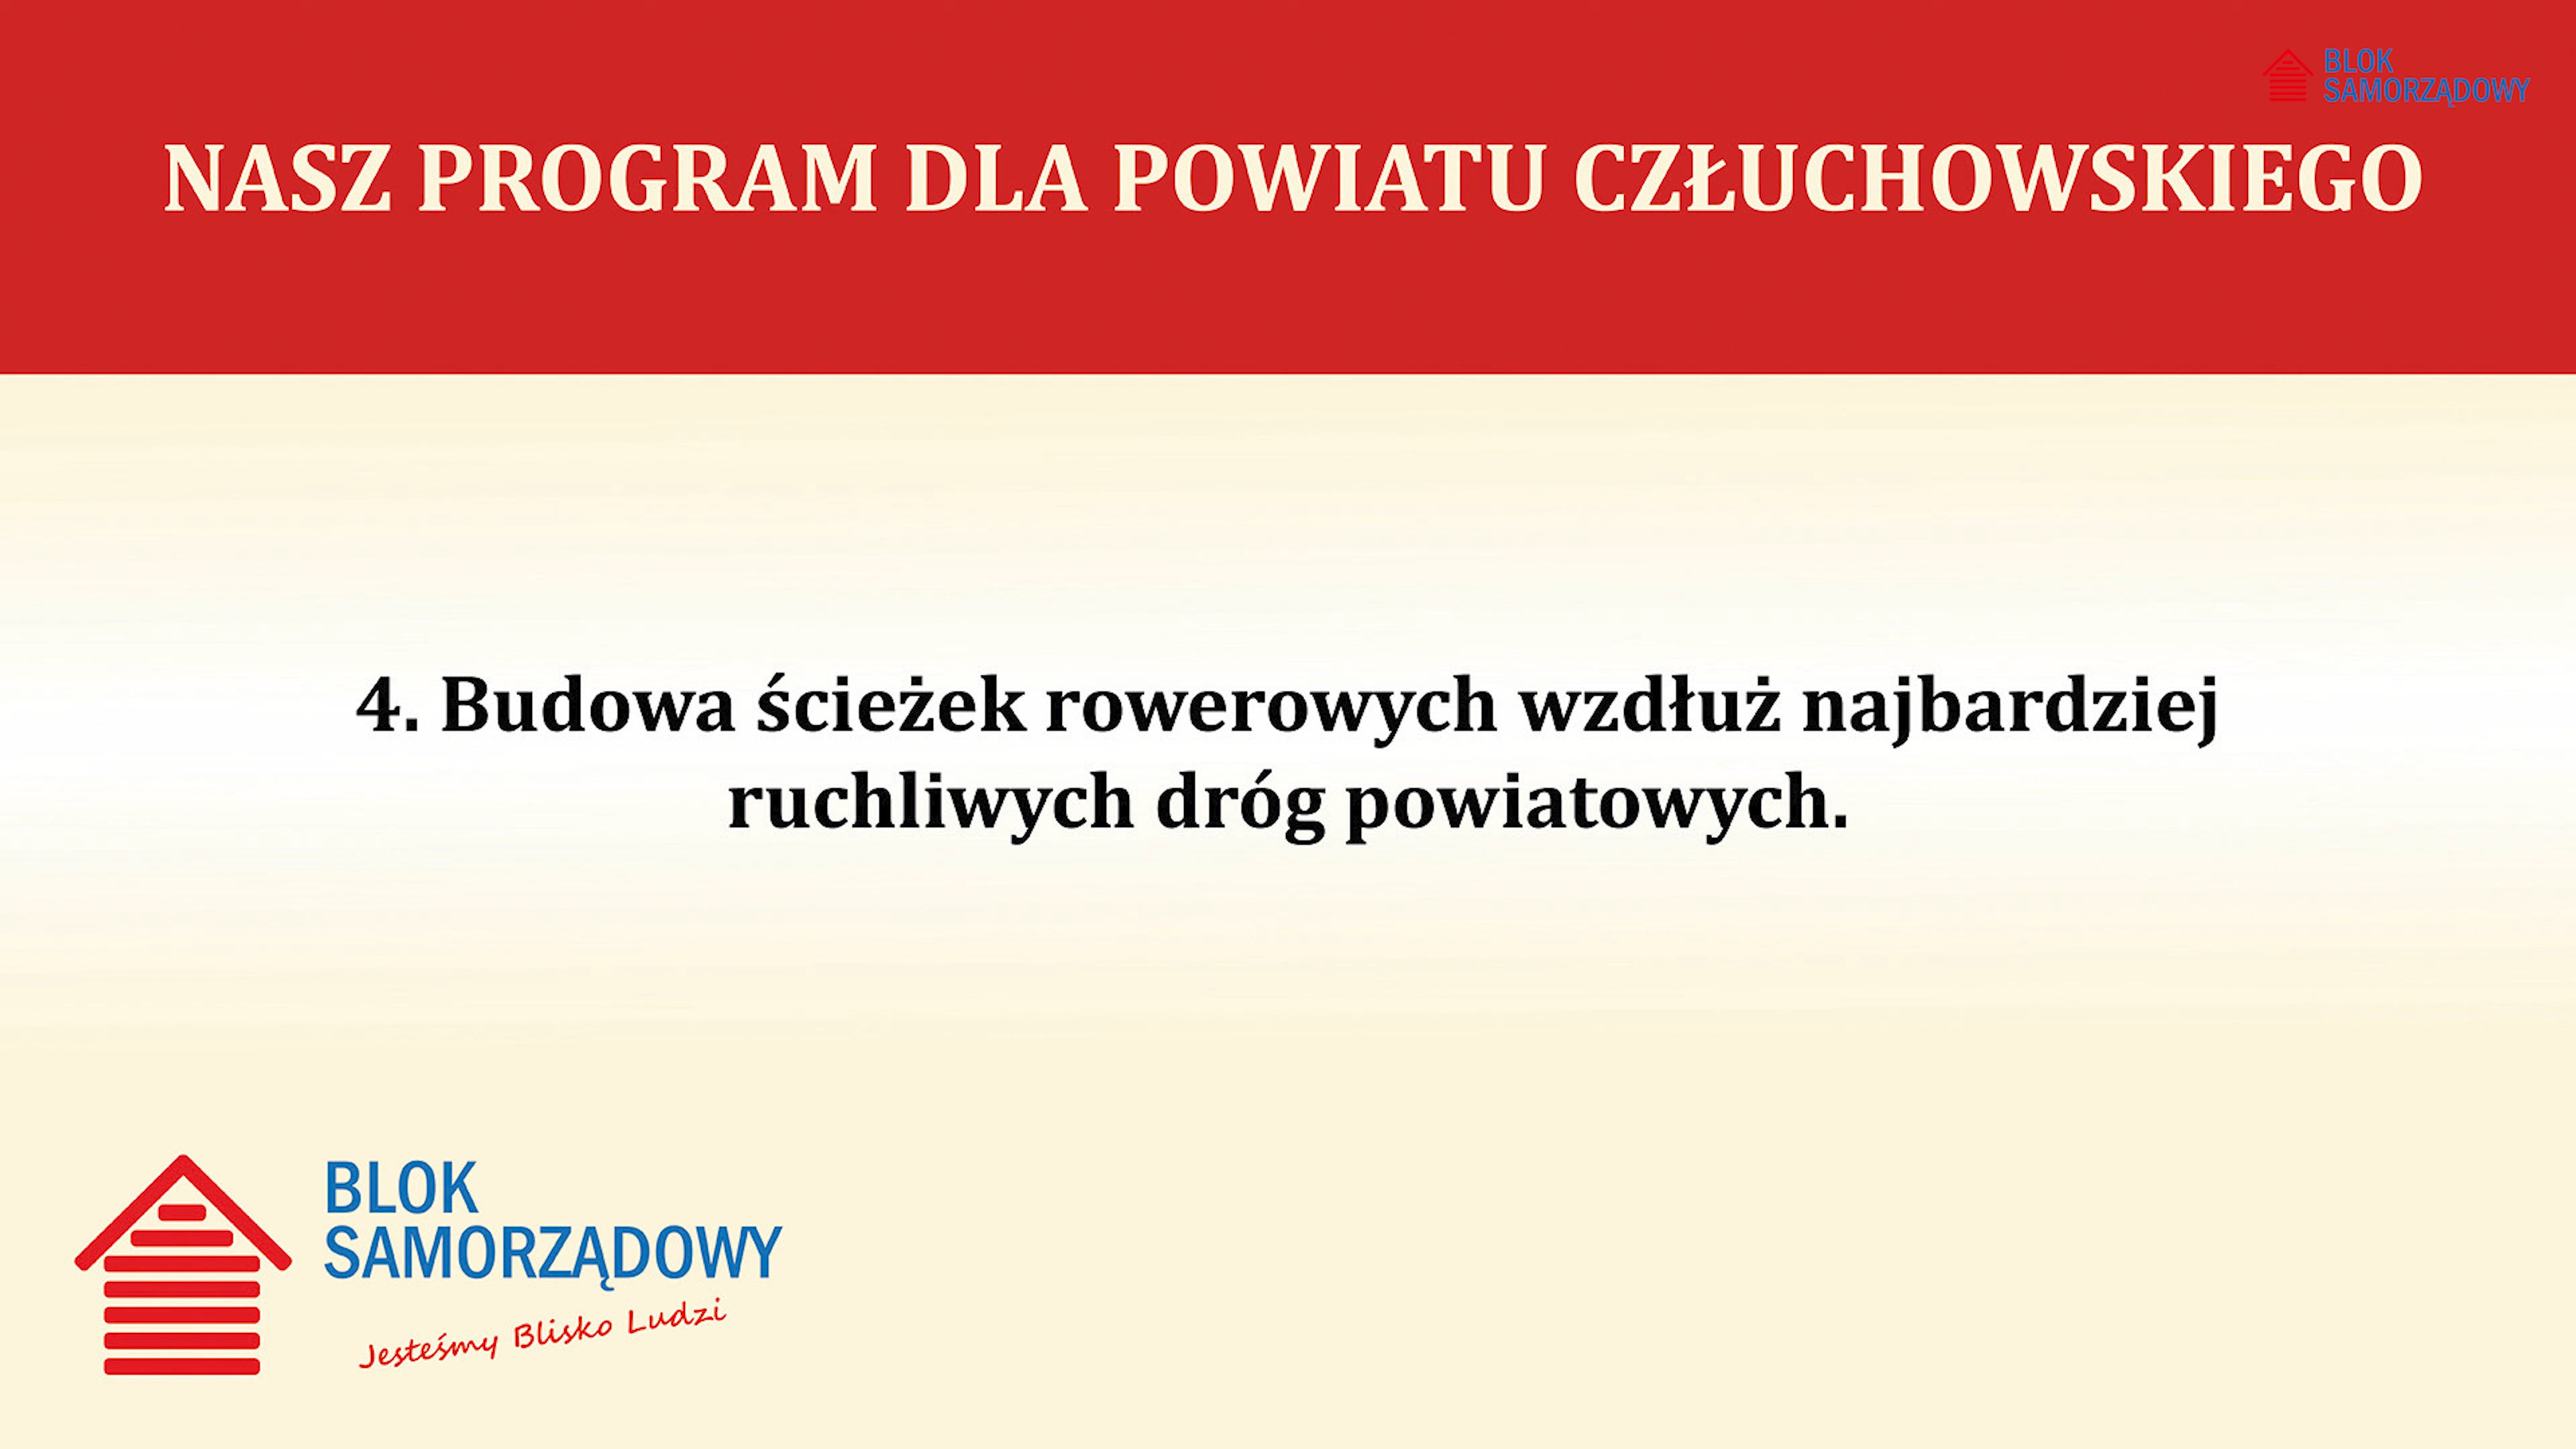 BLOK
SAMORZĄDOWY
NASZ PROGRAM DLA POWIATU CZŁUCHOWSKIEGO
4. Budowa ścieżek rowerowych wzdłuż najbardziej
ruchliwych dróg powiatowych.
BLOK
SAMORZĄDOWY
Jesteśmy Blisko Ludzi